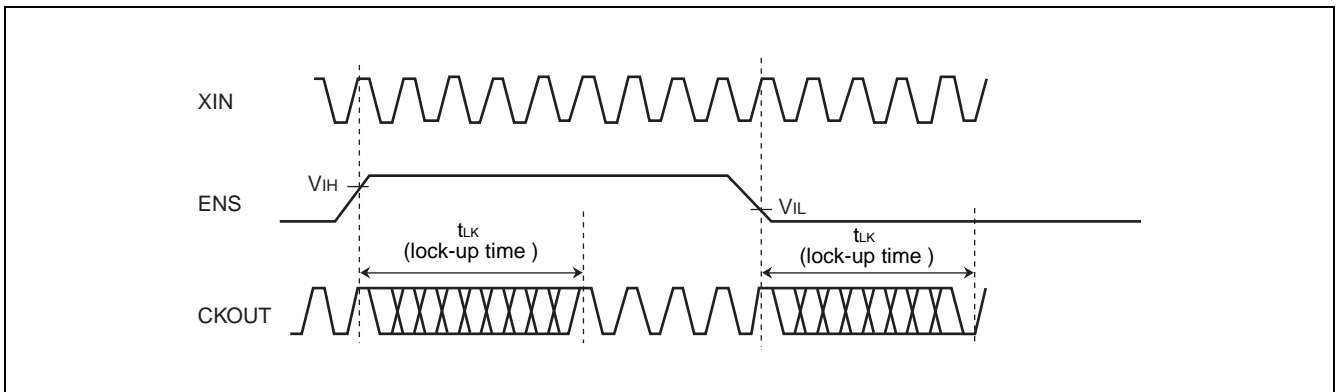 XIN
VIH
ENS
VIL
tLK
(lock-up time )
tLK
(lock-up time )
CKOUT